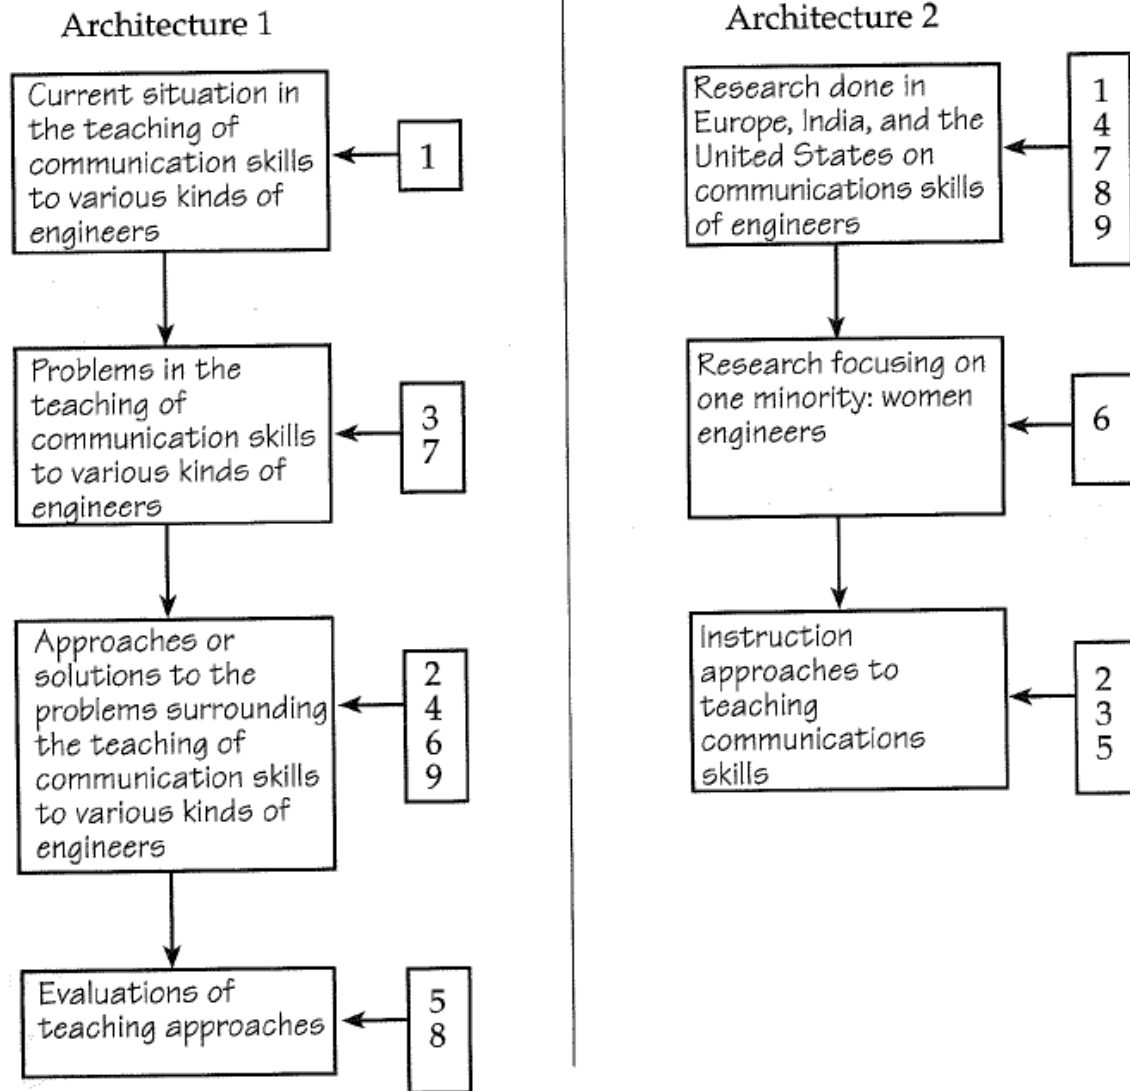 Architecture 1
Current situation in
the teaching of
communication skills
to various kinds of
engineers
1
Problems in the
teaching of
communication skills
to various kinds of
engineers
3
7
Approaches or
solutions to the
problems surrounding
the teaching of
communication skills
to various kinds of
engineers
2
4
6
9
Evaluations of
teaching approaches
5
8
Architecture 2
Research done in
Europe, India, and the
United States on
communications skills
of engineers
1
4
7
8
9
Research focusing on
one minority: women
engineers
6
Instruction
approaches to
teaching
communications
skills
2
3
5